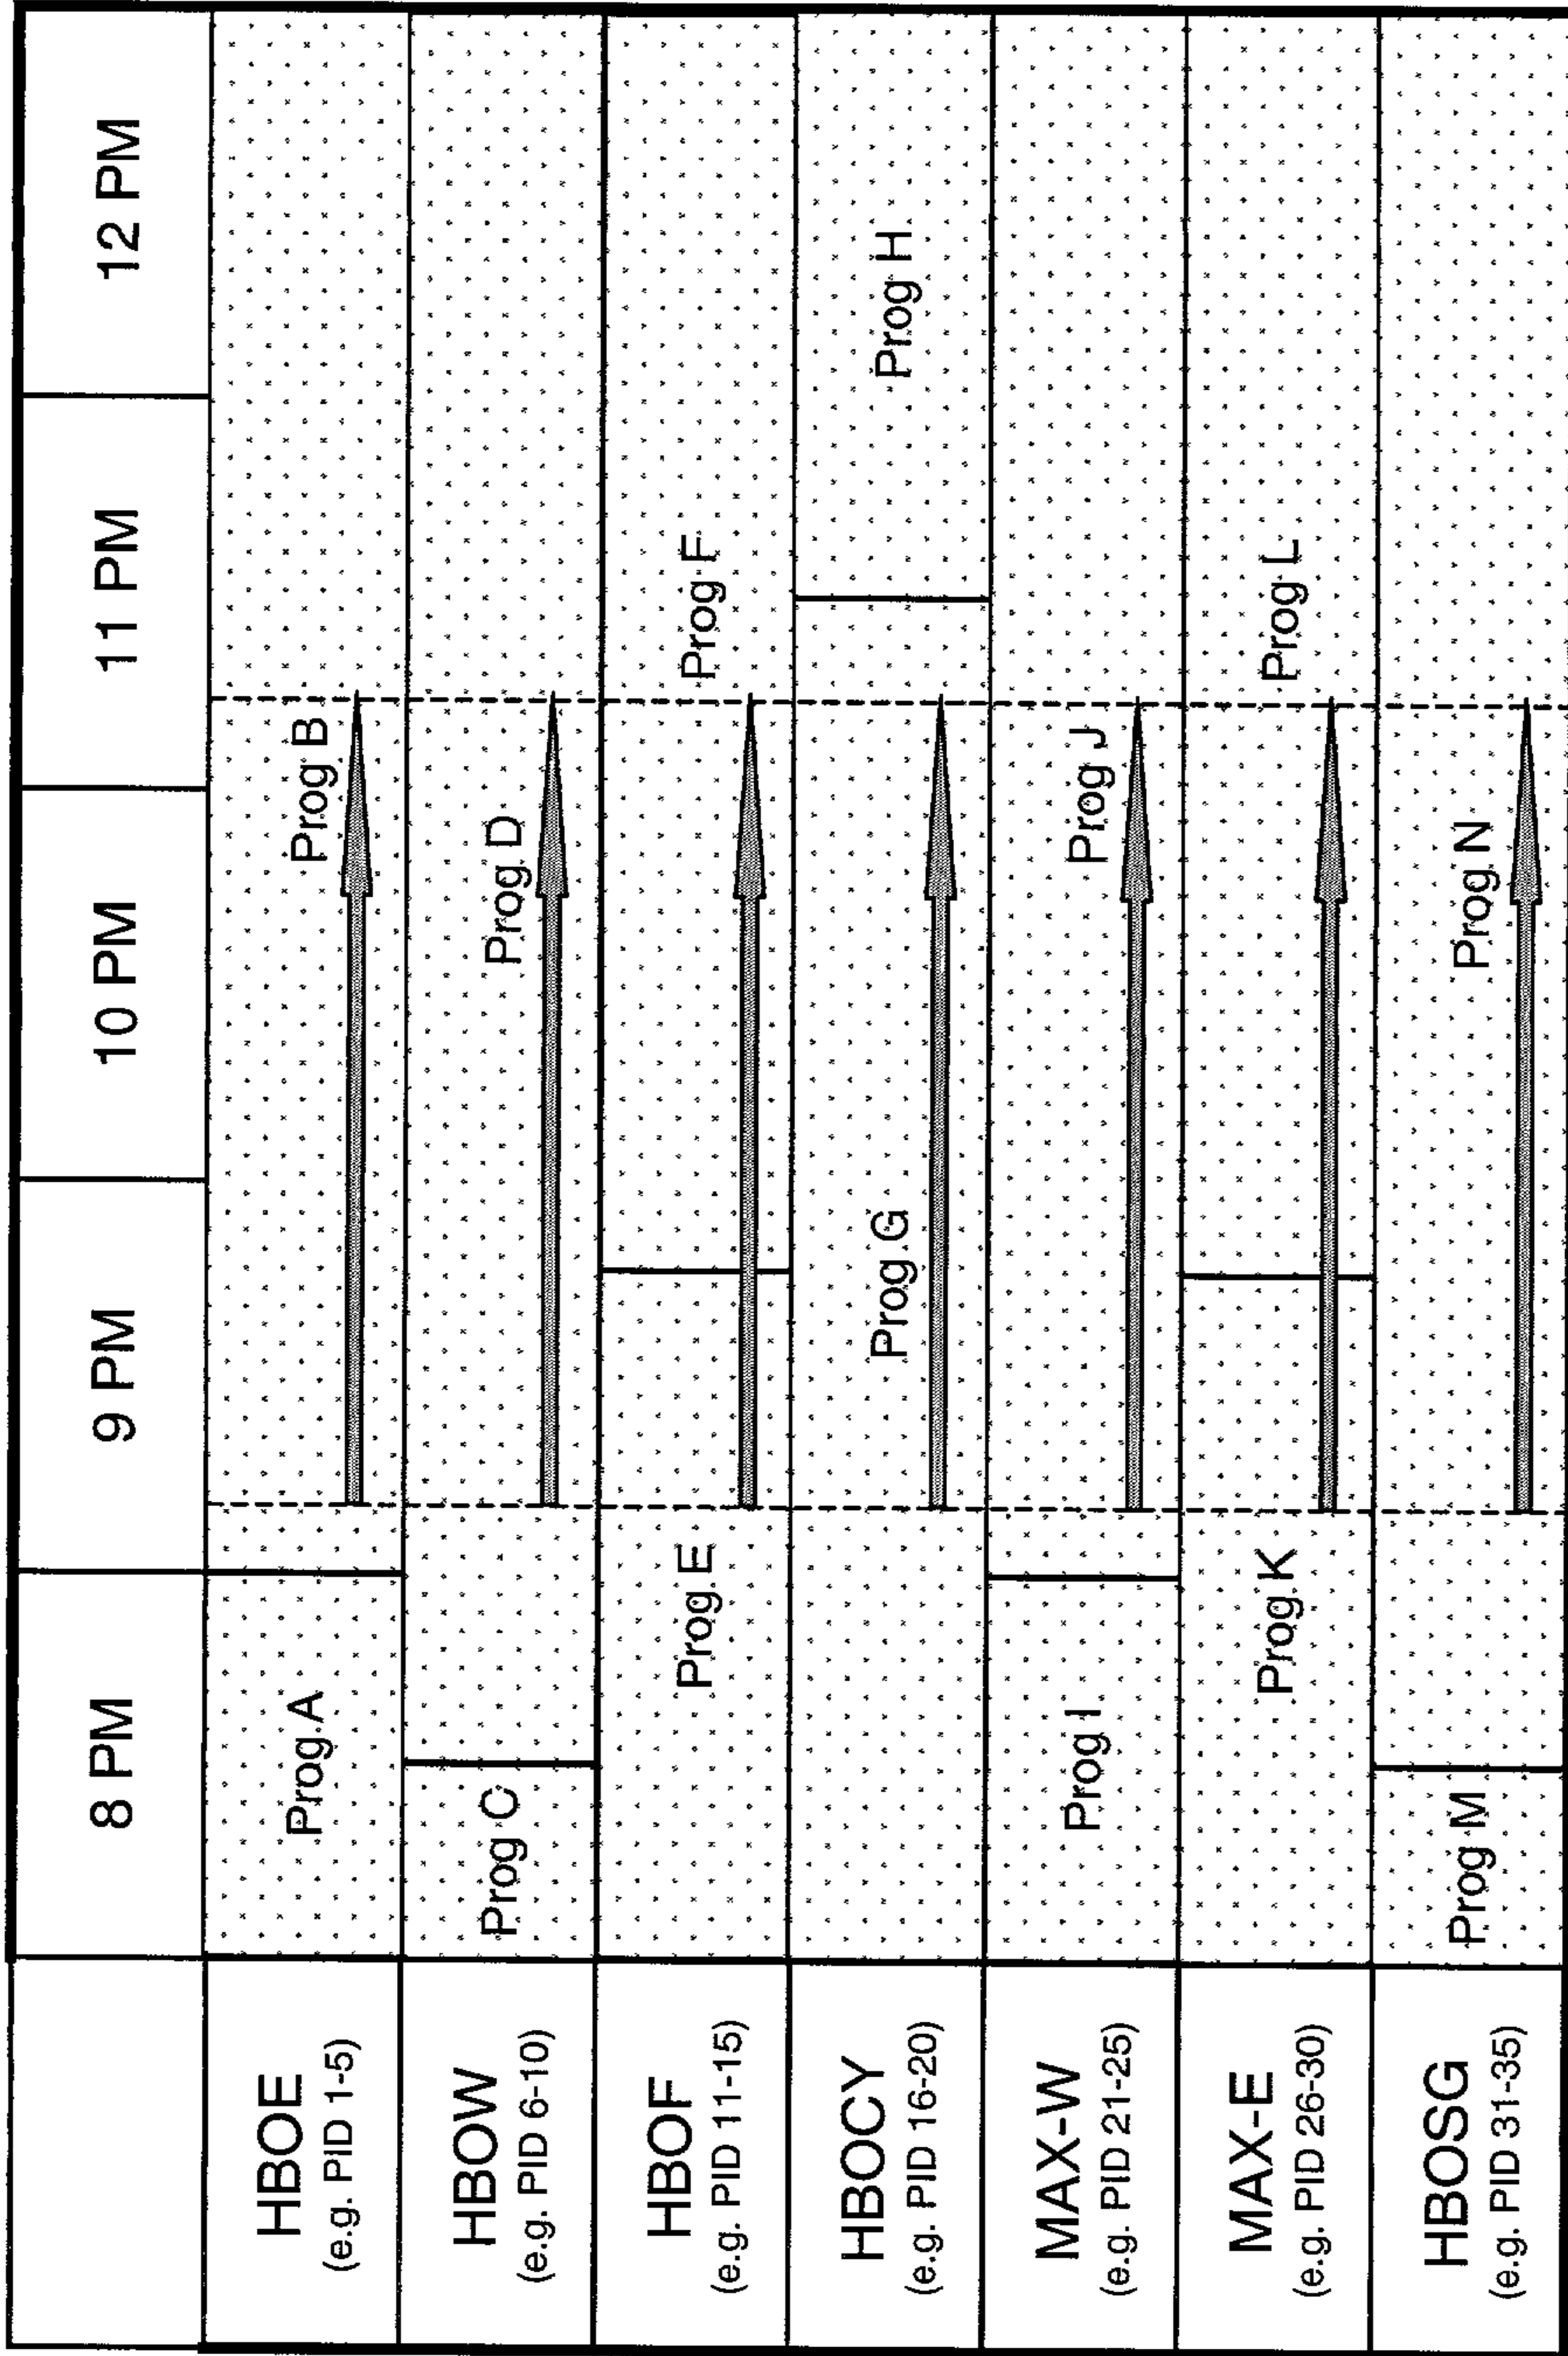 8 PM
9 PM
10 PM
11 PM
12 PM
HBOE
(e.g. PID 1-5)
Prog A
Prog B
HBOW
(e.g. PID 6-10)
Prog C
Prog D
HBOF
(e.g. PID 11-15)
Prog E
Prog F
HBOCY
(e.g. PID 16-20)
Prog G
Prog H
MAX-W
(e.g. PID 21-25)
Prog I
Prog J
MAX-E
(e.g. PID 26-30)
Prog K
Prog L
HBOSG
(e.g. PID 31-35)
Prog M
Prog N